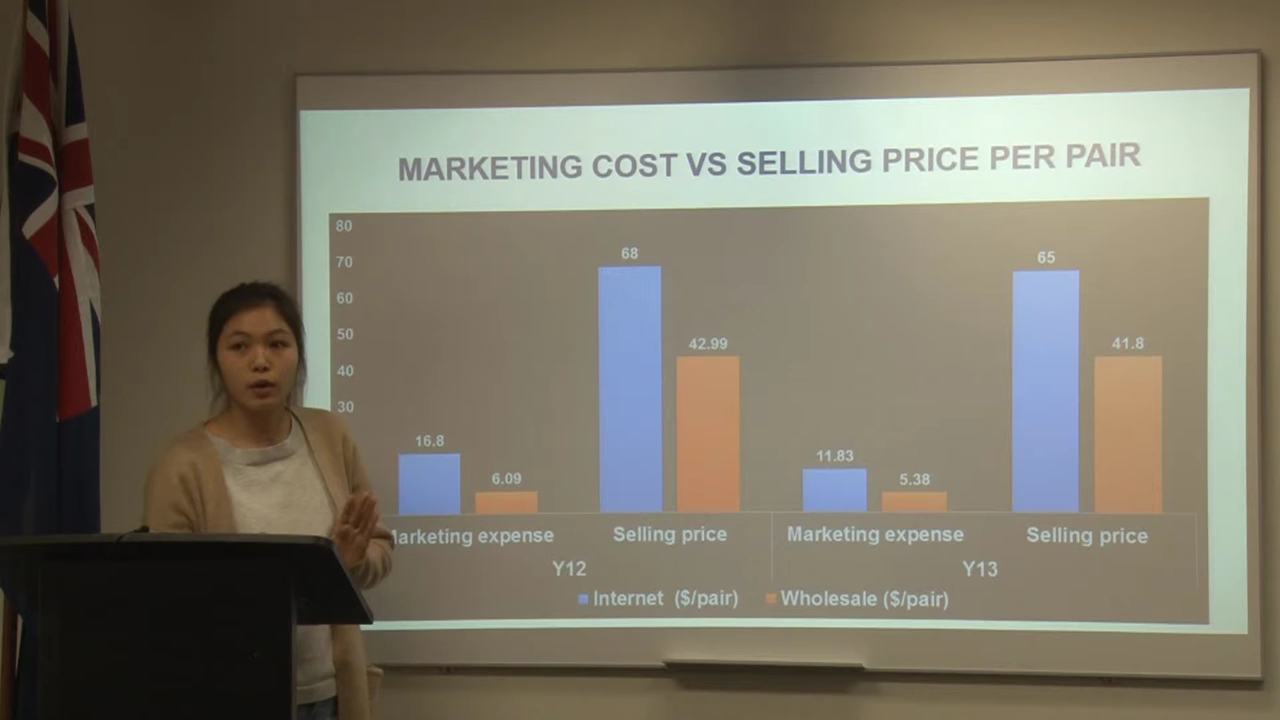 MARKETING COST VS SELLING PRICE PER PAIR
80
70
60
50
40
30
16.8
6.09
68
42.99
11.83
5.38
65
41.8
Marketing expense
Selling price
Marketing expense
Selling price
Y12
Y13
Internet ($/pair)
Wholesale ($/pair)